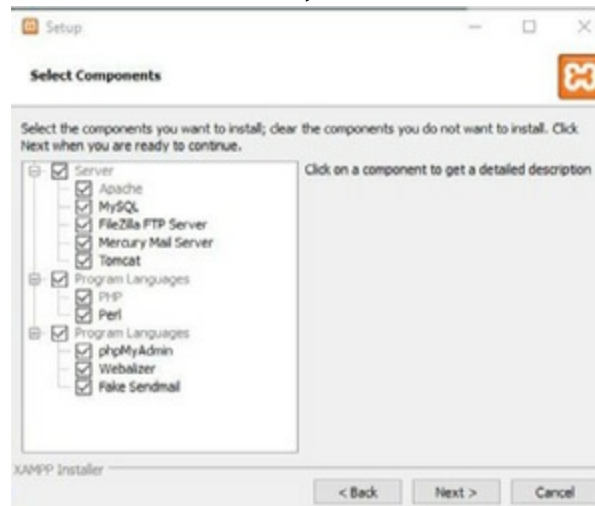 Setup
Select Components
Select the components you want to install; clear the components you do not want to install. Click
Next when you are ready to continue.
Server
Apache
MySQL
FileZilla FTP Server
Mercury Mail Server
Tomcat
Program Languages
PHP
Perl
Program Languages
phpMyAdmin
Webalizer
Fake Sendmail
Click on a component to get a detailed description
XAMPP Installer
< Back
Next >
Cancel